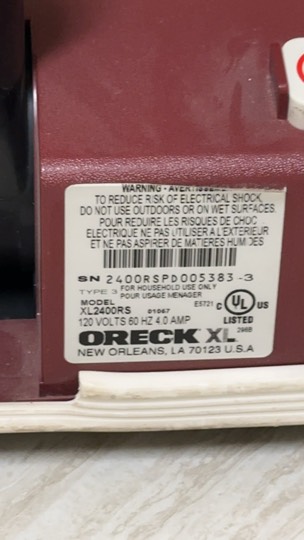 WARNING - AVERTISSE
TO REDUCE RISK OF ELECTRICAL SHOCK,
DO NOT USE OUTDOORS OR ON WET SURFACES.
POUR REDUIRE LES RISQUES DE CHOC
ELECTRIQUE NE PAS UTILISER A L'EXTERIEUR
ET NE PAS ASPIRER DE MATIERES HUMIDES
SN 2400RSPD005383-3
TYPE 3 FOR HOUSEHOLD USE ONLY
POUR USAGE MENAGER
MODEL
XL2400RS 01067
E5721 C UL US
120 VOLTS 60 HZ 4.0 AMP
LISTED
298B
ORECK XL
NEW ORLEANS, LA 70123 U.S.A